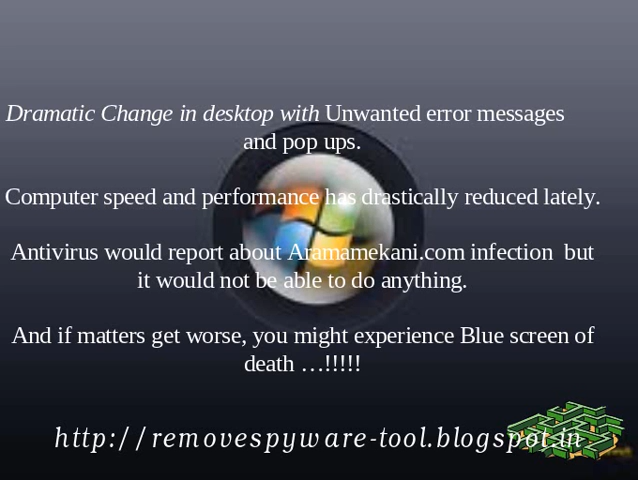 Dramatic Change in desktop with Unwanted error messages
and pop ups.
Computer speed and performance has drastically reduced lately.
Antivirus would report about Aramamekani.com infection but
it would not be able to do anything.
And if matters get worse, you might experience Blue screen of
death …!!!!!
http://removespyware-tool.blogspot.in